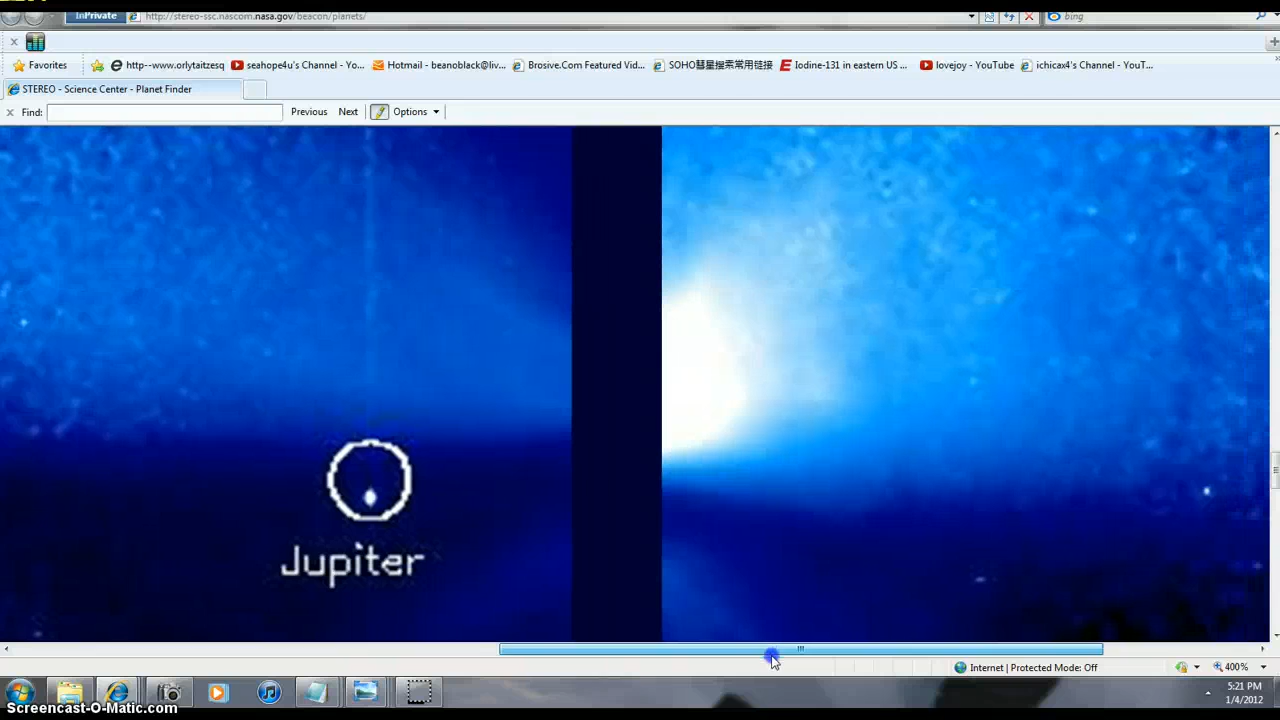 InPrivate
http://stereo-ssc.nascom.nasa.gov/beacon/planets/
bing
Favorites
http--www.orlytaitzesq
seahope4u's Channel - Yo...
Hotmail - beanoblack@liv...
Brosive.Com Featured Vid...
SOHO彗星搜索常用链接
Iodine-131 in eastern US ...
lovejoy - YouTube
ichicax4's Channel - YouT...
STEREO - Science Center - Planet Finder
Find:
Previous
Next
Options
Jupiter
Internet | Protected Mode: Off
400%
5:21 PM
1/4/2012
Screencast-O-Matic.com